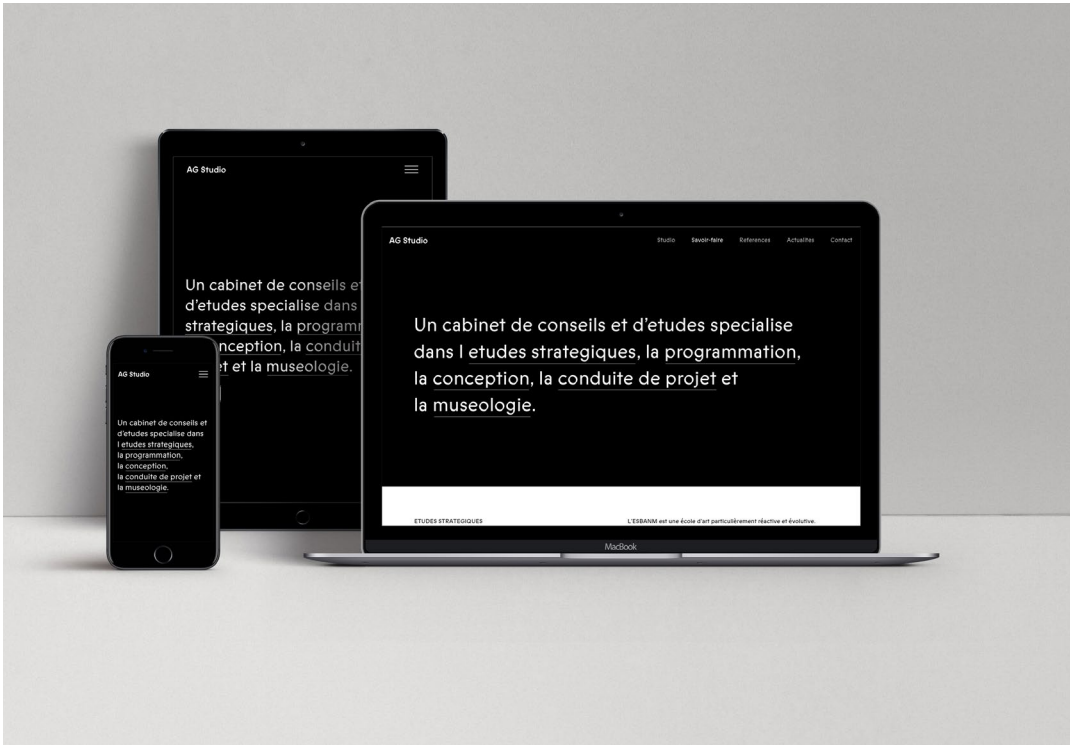 AG Studio
Un cabinet de conseils et
d'etudes specialise dans
strategiques, la programm
nception, la conduit
et et la museologie.
AG Studio
Studio Savoir-faire References Actualites Contact
Un cabinet de conseils et d'etudes specialise
dans l etudes strategiques, la programmation,
la conception, la conduite de projet et
la museologie.
ETUDES STRATEGIQUES L'ESBANM est une école d'art particulièrement réactive et évolutive.
MacBook
AG Studio
Un cabinet de conseils et
d'etudes specialise dans
l etudes strategiques,
la programmation,
la conception,
la conduite de projet et
la museologie.